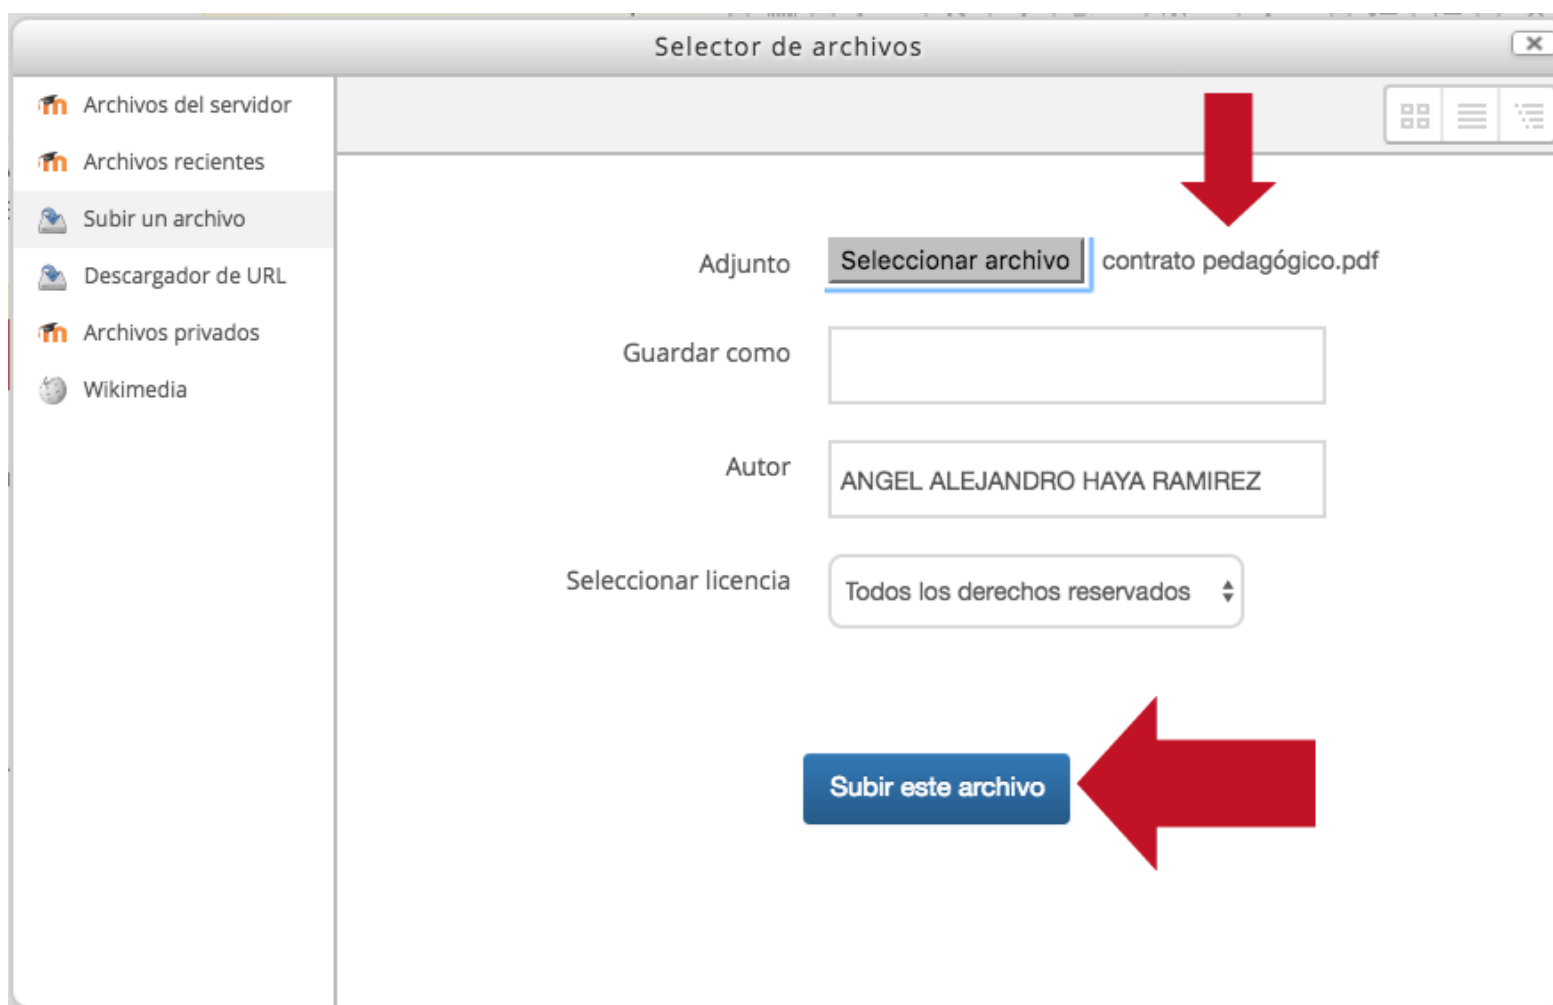 Selector de archivos
Archivos del servidor
Archivos recientes
Subir un archivo
Descargador de URL
Archivos privados
Wikimedia
Adjunto
Seleccionar archivo contrato pedagógico.pdf
Guardar como
Autor
ANGEL ALEJANDRO HAYA RAMIREZ
Seleccionar licencia
Todos los derechos reservados
Subir este archivo